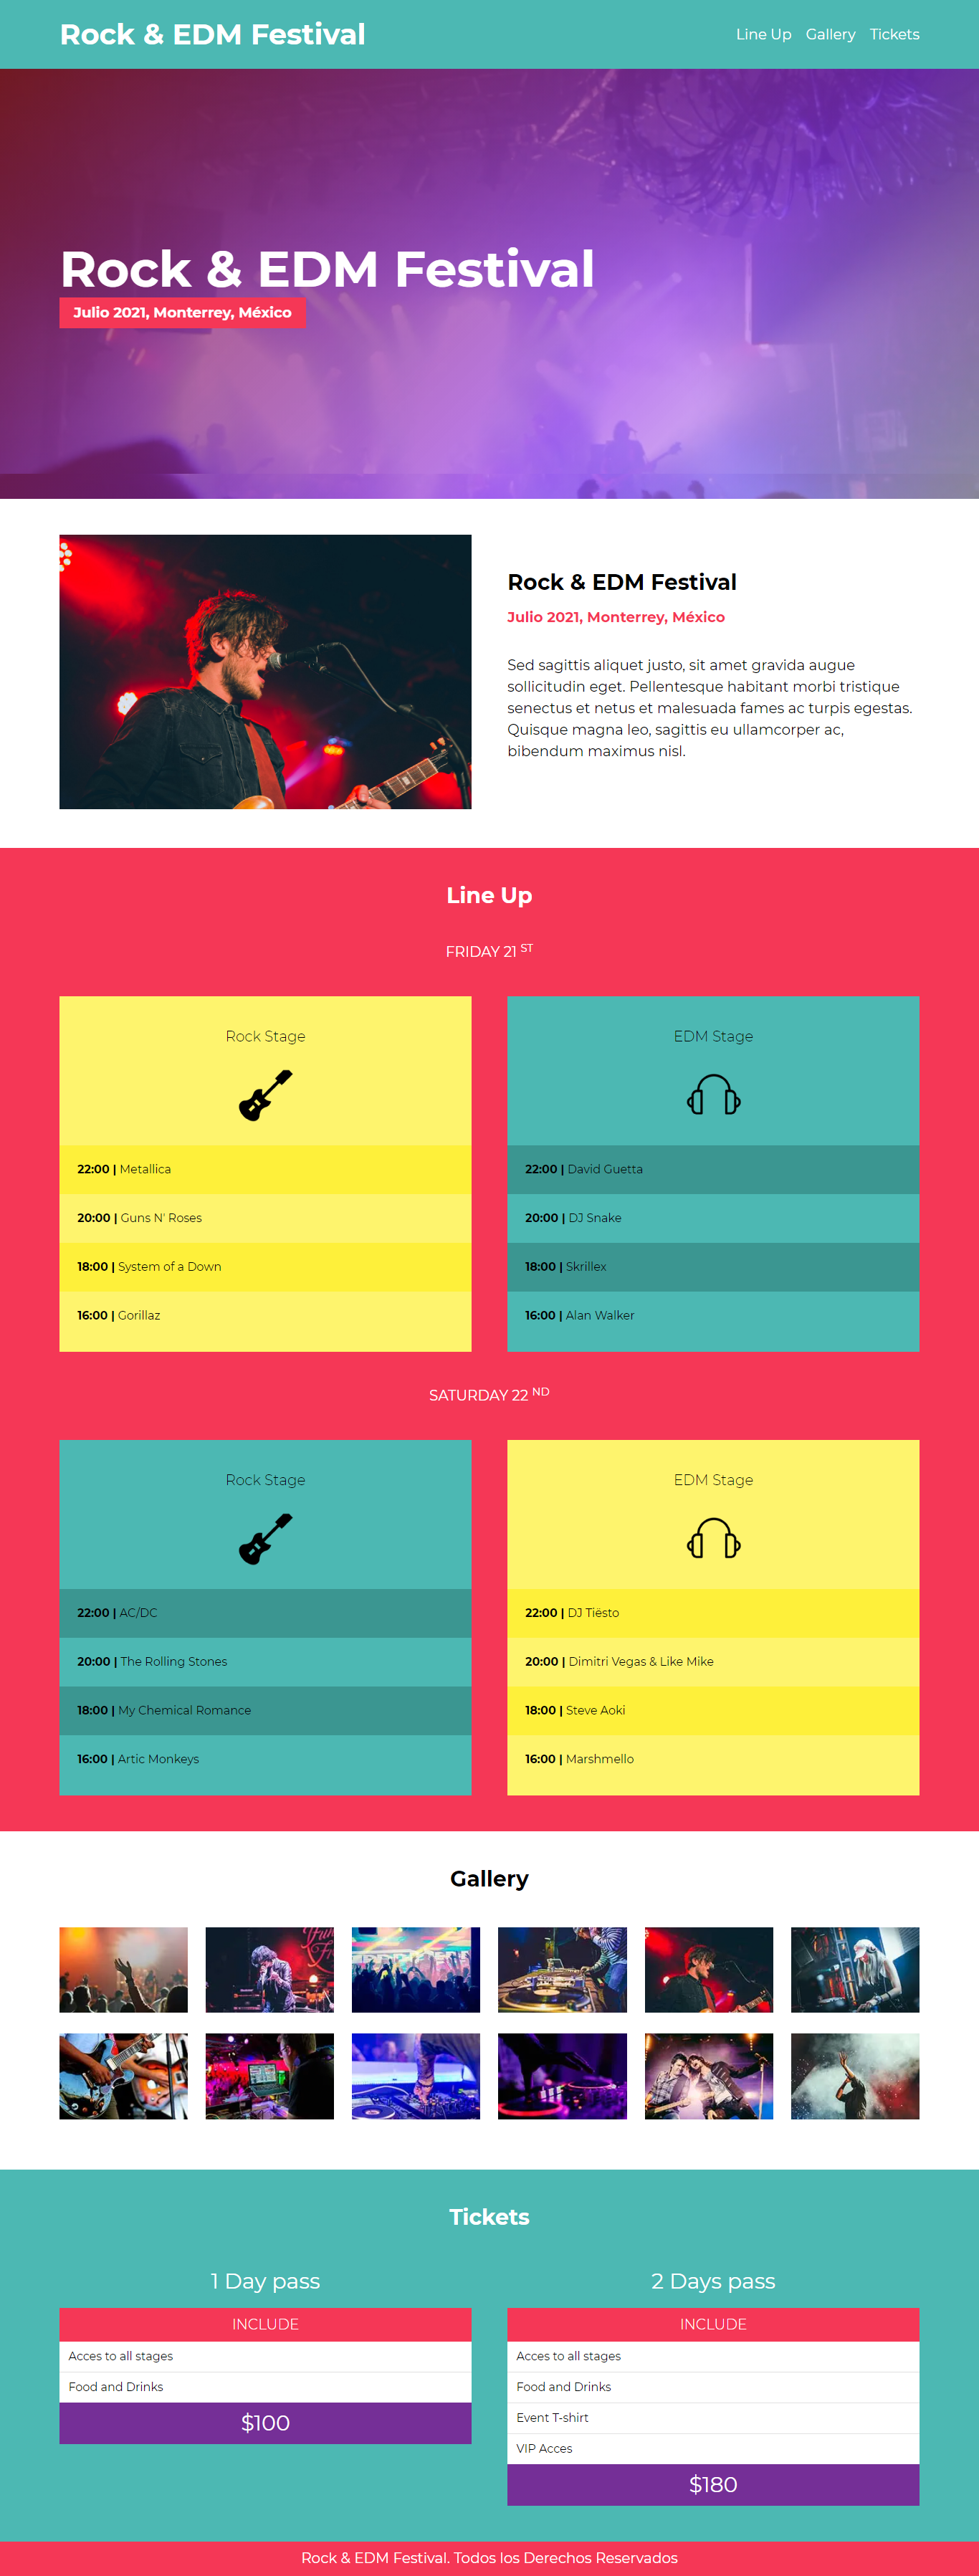 Rock & EDM Festival
Line Up Gallery Tickets
Rock & EDM Festival
Julio 2021, Monterrey, México
Rock & EDM Festival
Julio 2021, Monterrey, México
Sed sagittis aliquet justo, sit amet gravida augue
sollicitudin eget. Pellentesque habitant morbi tristique
senectus et netus et malesuada fames ac turpis egestas.
Quisque magna leo, sagittis eu ullamcorper ac,
bibendum maximus nisl.
Line Up
FRIDAY 21 ST
Rock Stage
22:00 | Metallica
20:00 | Guns N' Roses
18:00 | System of a Down
16:00 | Gorillaz
EDM Stage
22:00 | David Guetta
20:00 | DJ Snake
18:00 | Skrillex
16:00 | Alan Walker
SATURDAY 22 ND
Rock Stage
22:00 | AC/DC
20:00 | The Rolling Stones
18:00 | My Chemical Romance
16:00 | Artic Monkeys
EDM Stage
22:00 | DJ Tiësto
20:00 | Dimitri Vegas & Like Mike
18:00 | Steve Aoki
16:00 | Marshmello
Gallery
Tickets
1 Day pass
INCLUDE
Acces to all stages
Food and Drinks
$100
2 Days pass
INCLUDE
Acces to all stages
Food and Drinks
Event T-shirt
VIP Acces
$180
Rock & EDM Festival. Todos los Derechos Reservados